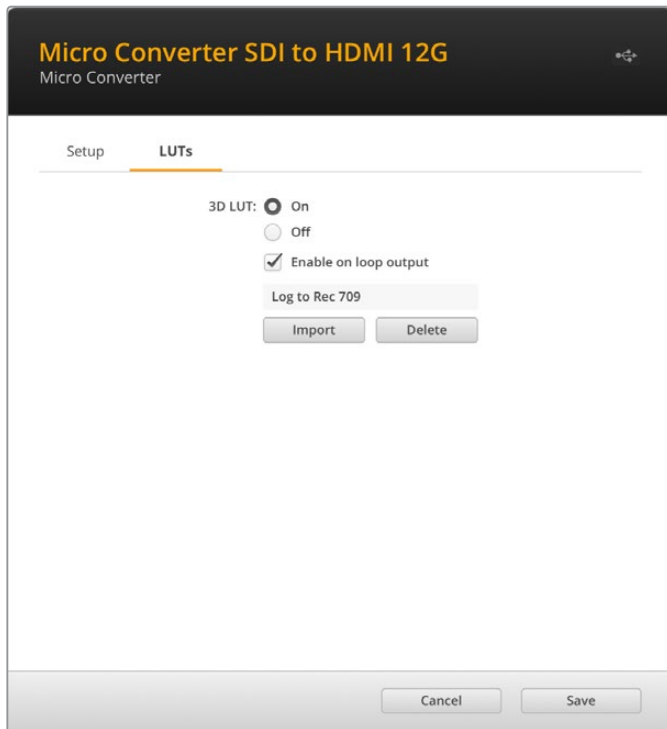 Micro Converter SDI to HDMI 12G
Micro Converter
Setup LUTs
3D LUT: On
Off
Enable on loop output
Log to Rec 709
Import Delete
Cancel Save